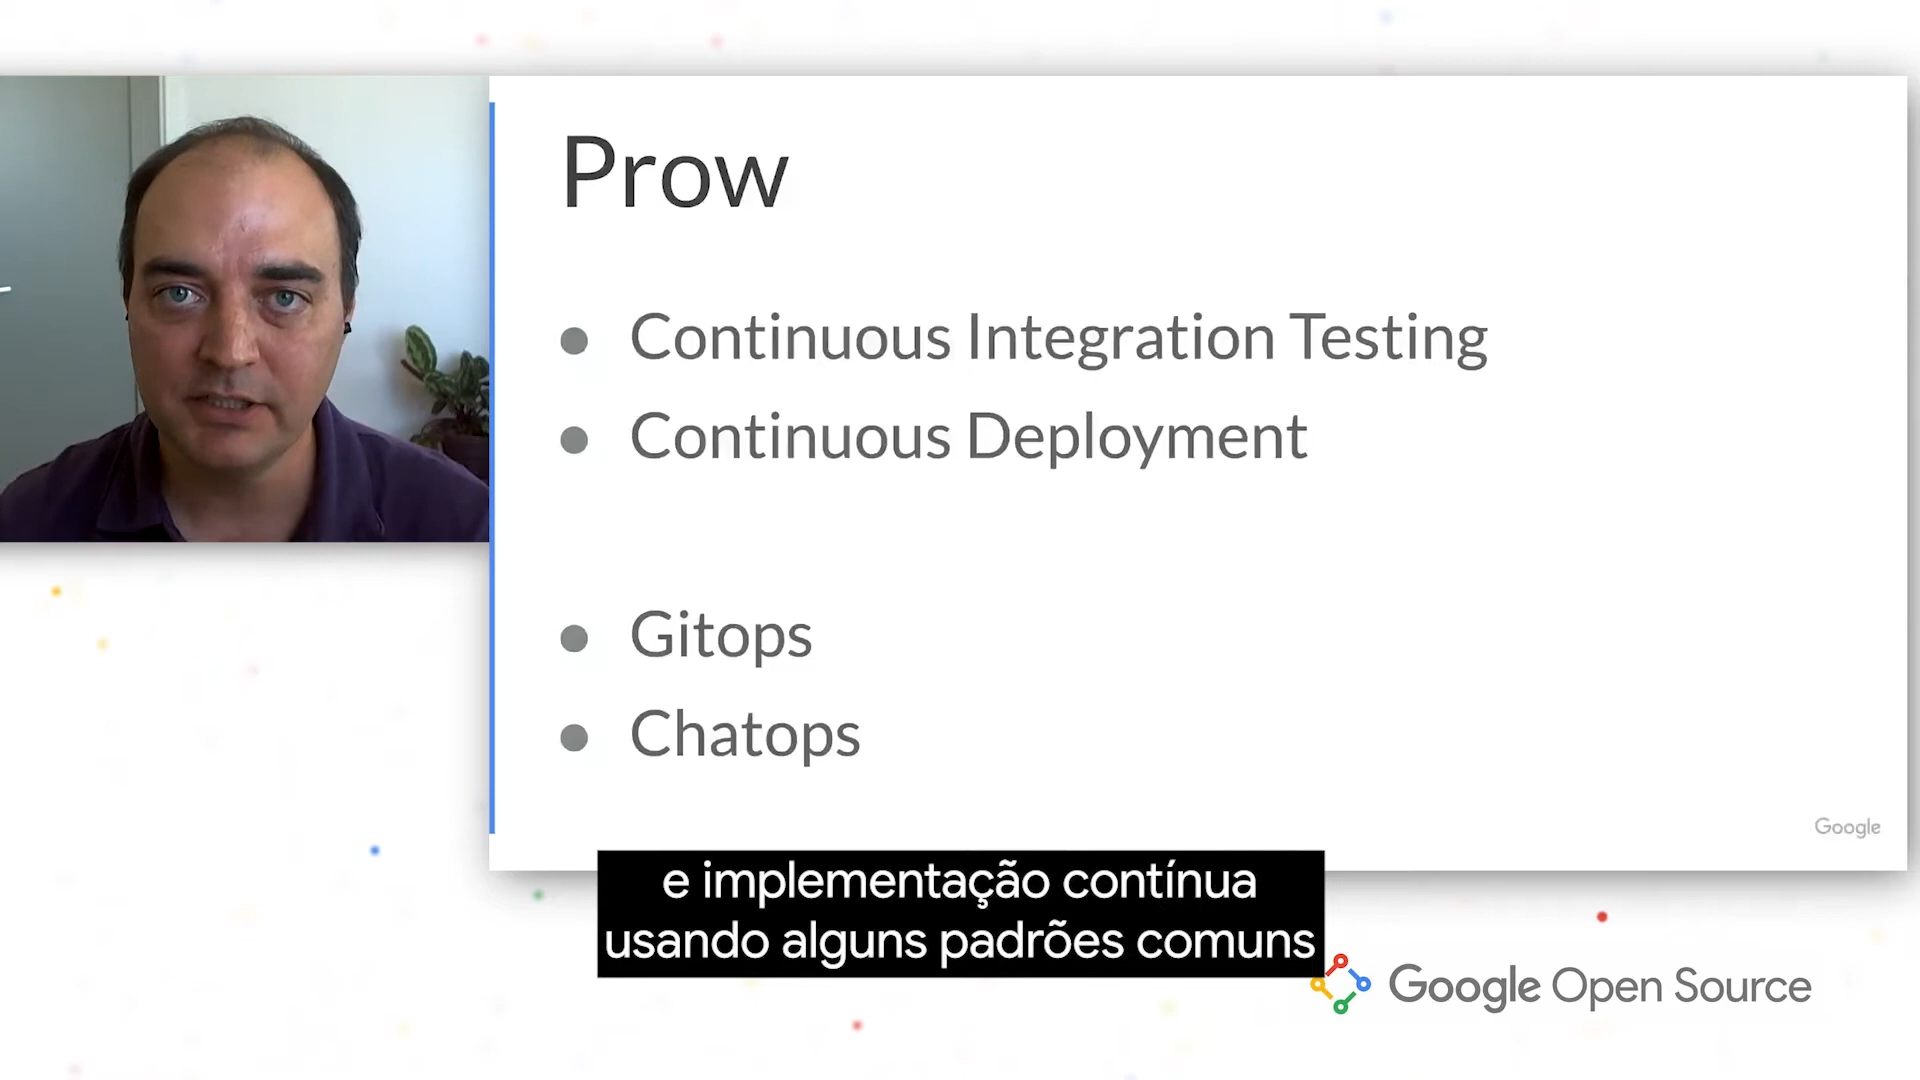 Prow
Continuous Integration Testing
Continuous Deployment
Gitops
Chatops
Google
e implementação contínua
usando alguns padrões comuns
Google Open Source